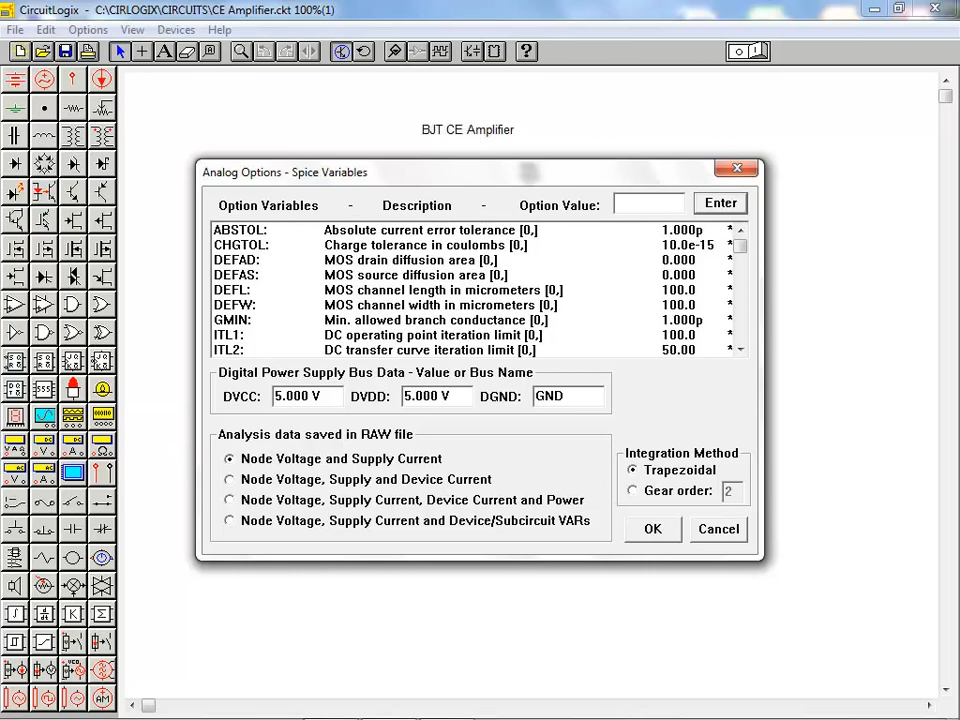 CircuitLogix - C:\CIRLOGIX\CIRCUITS\CE Amplifier.ckt 100%(1)
File Edit Options View Devices Help
BJT CE Amplifier
Analog Options - Spice Variables
Option Variables - Description - Option Value: Enter
ABSTOL: Absolute current error tolerance [0,] 1.000p *
CHGTOL: Charge tolerance in coulombs [0,] 10.0e-15 *
DEFAD: MOS drain diffusion area [0,] 0.000 *
DEFAS: MOS source diffusion area [0,] 0.000 *
DEFL: MOS channel length in micrometers [0,] 100.0 *
DEFW: MOS channel width in micrometers [0,] 100.0 *
GMIN: Min. allowed branch conductance [0,] 1.000p *
ITL1: DC operating point iteration limit [0,] 100.0 *
ITL2: DC transfer curve iteration limit [0,] 50.00 *
Digital Power Supply Bus Data - Value or Bus Name
DVCC: 5.000 V DVDD: 5.000 V DGND: GND
Analysis data saved in RAW file
Node Voltage and Supply Current
Node Voltage, Supply and Device Current
Node Voltage, Supply Current, Device Current and Power
Node Voltage, Supply Current and Device/Subcircuit VARs
Integration Method
Trapezoidal
Gear order: 2
OK Cancel